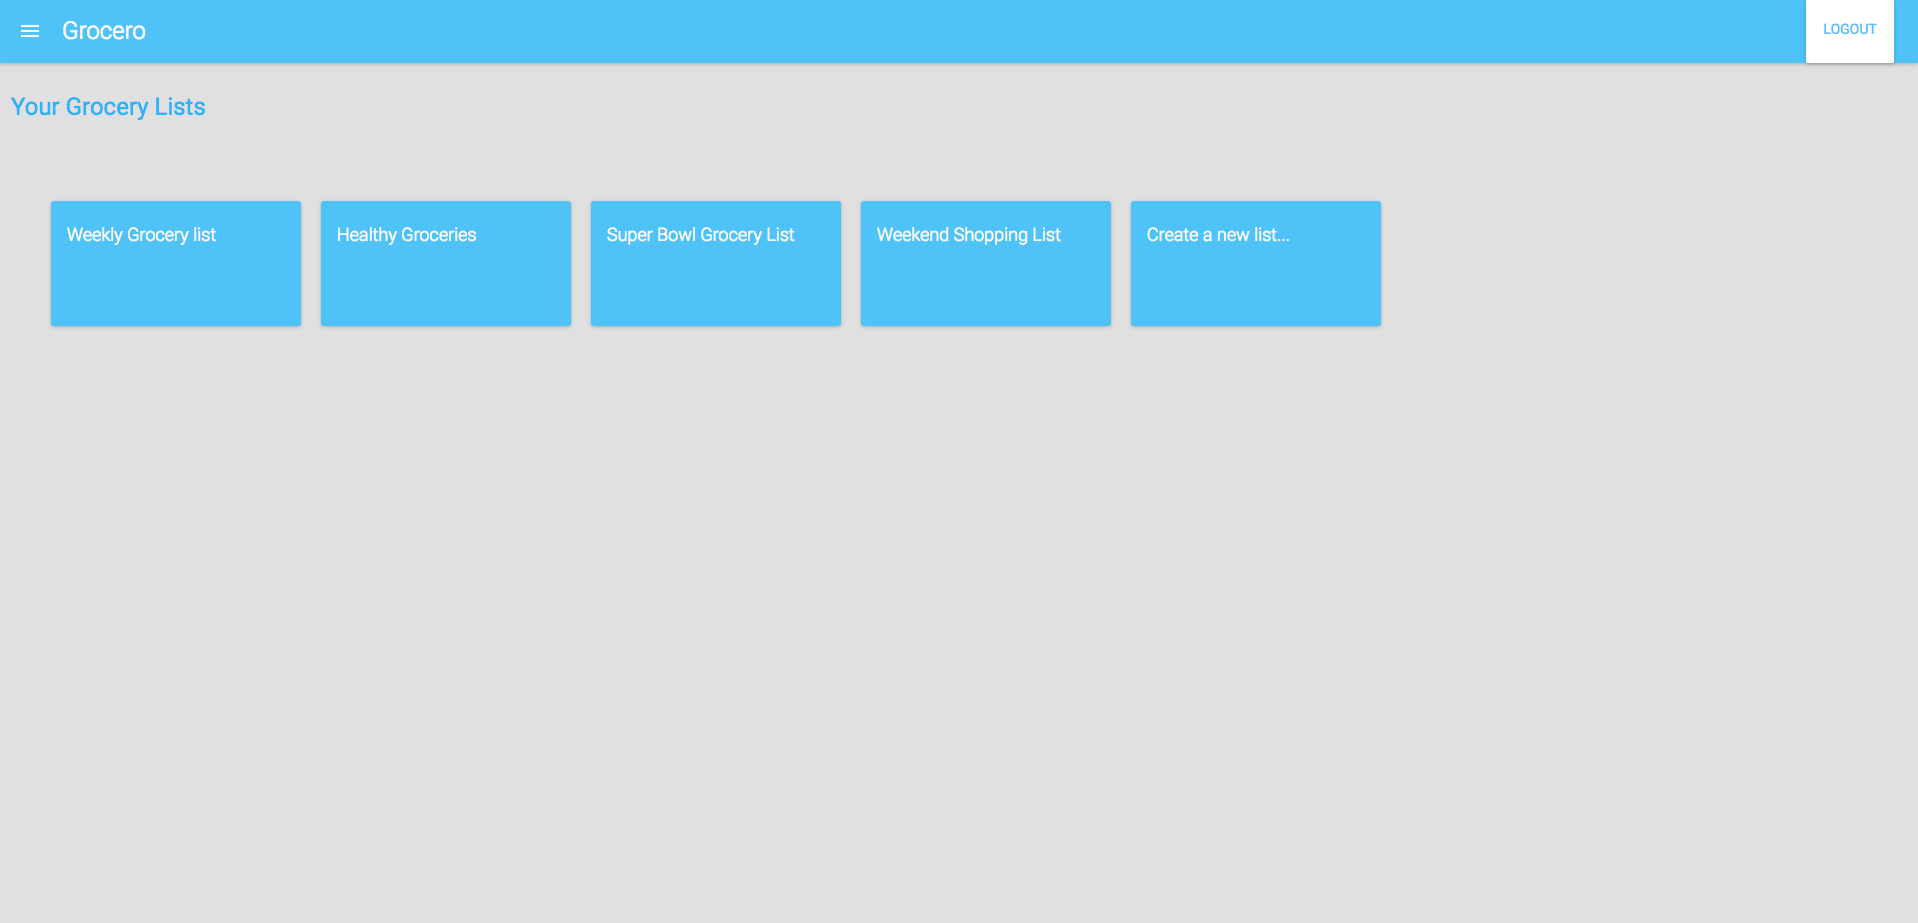 Grocero
LOGOUT
Your Grocery Lists
Weekly Grocery list
Healthy Groceries
Super Bowl Grocery List
Weekend Shopping List
Create a new list...